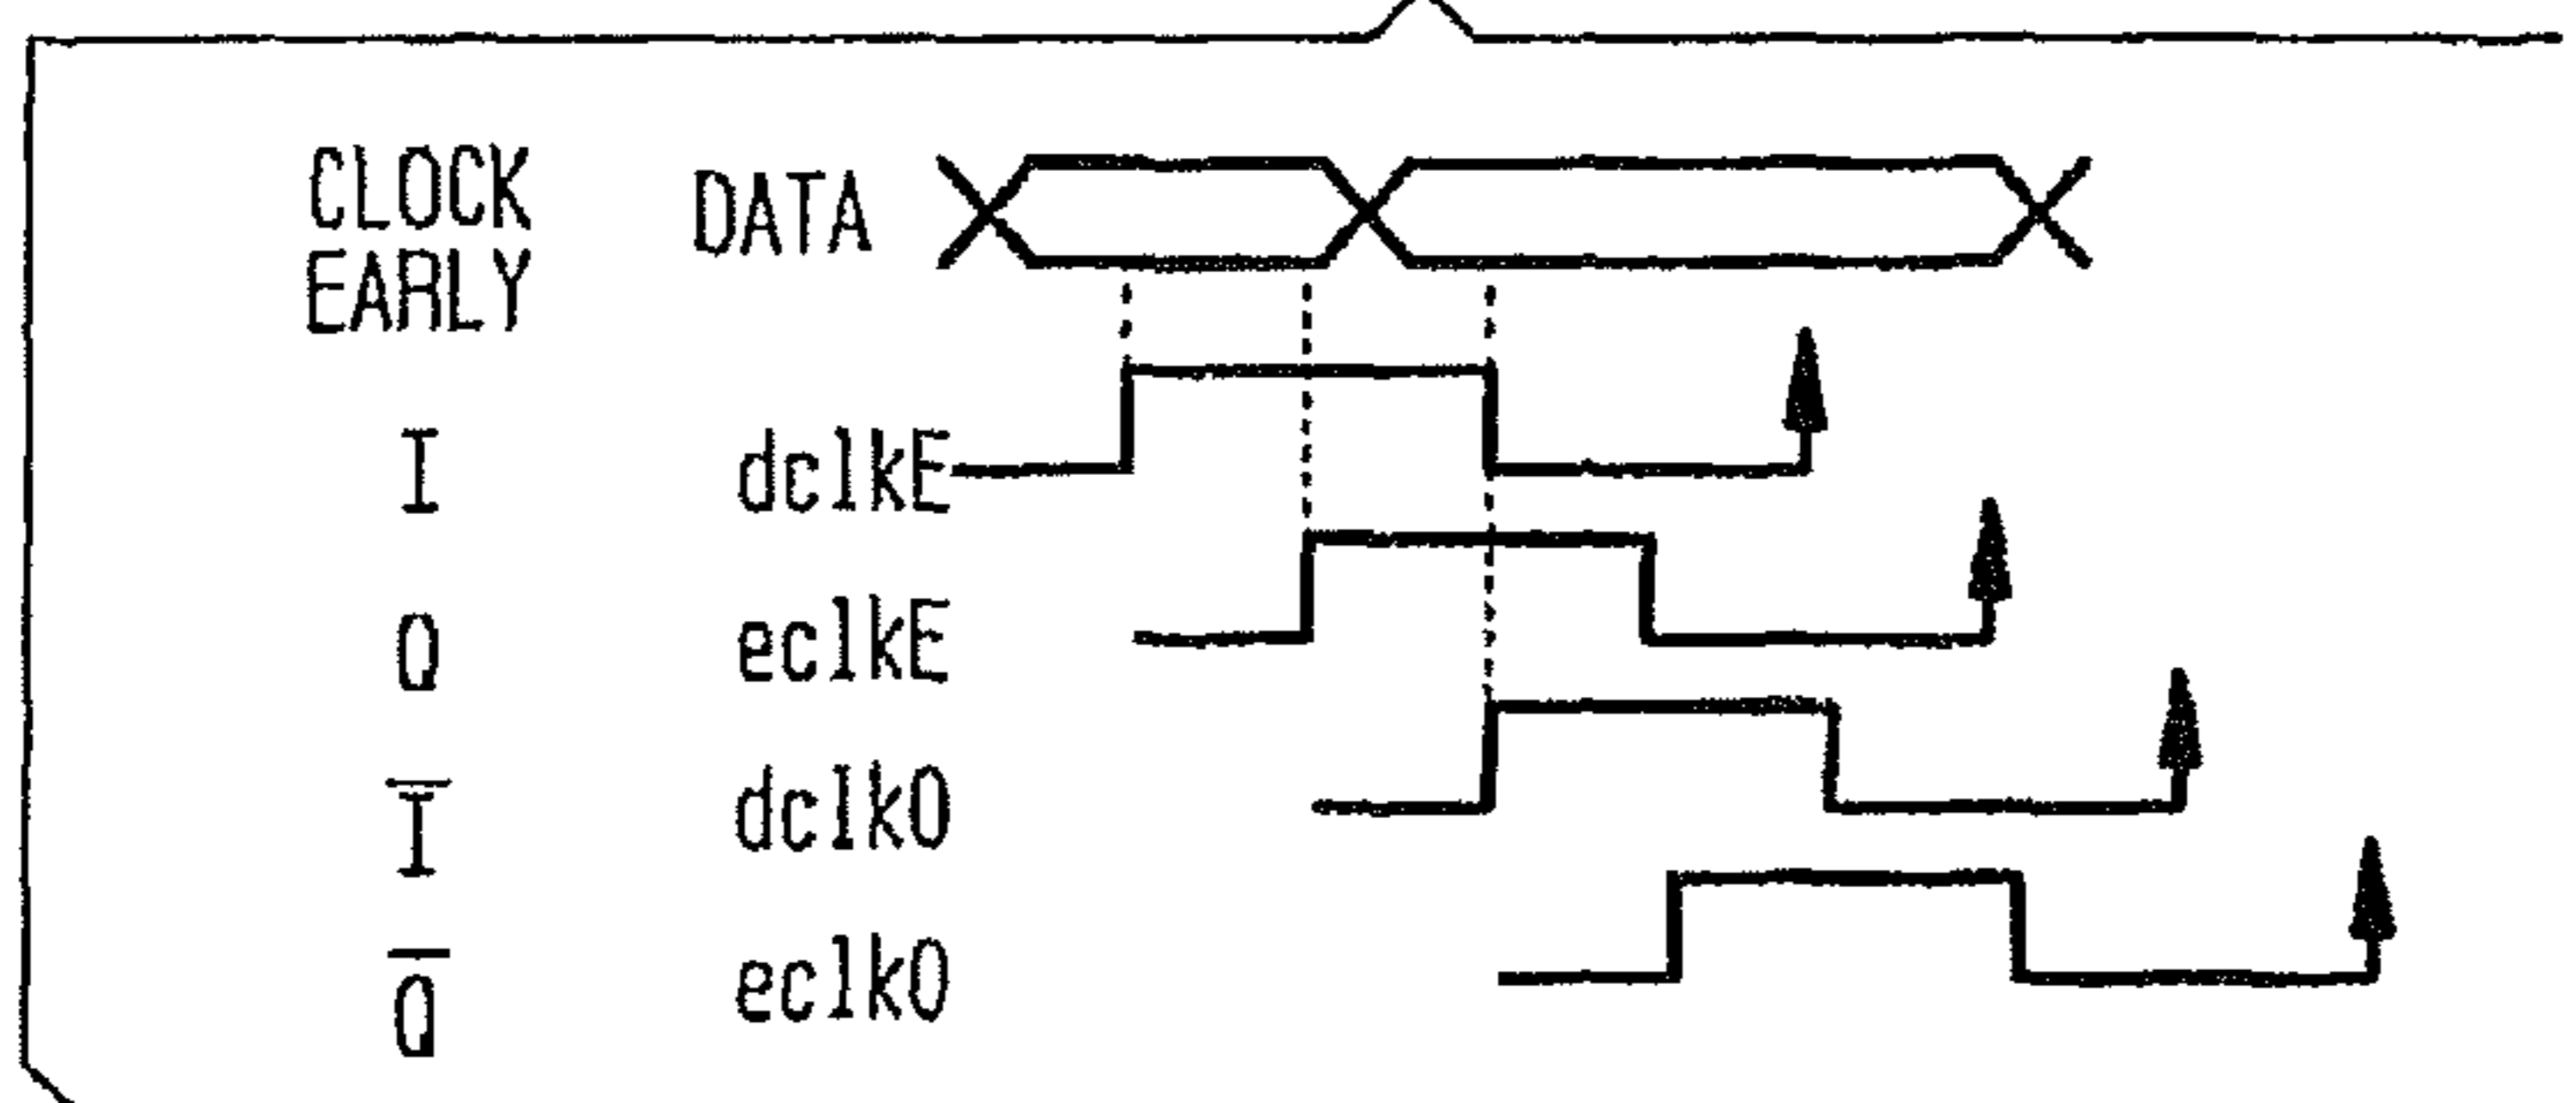 CLOCK
EARLY
DATA
I dclkE
Q eclkE
I̅ dclkO
Q̅ eclkO